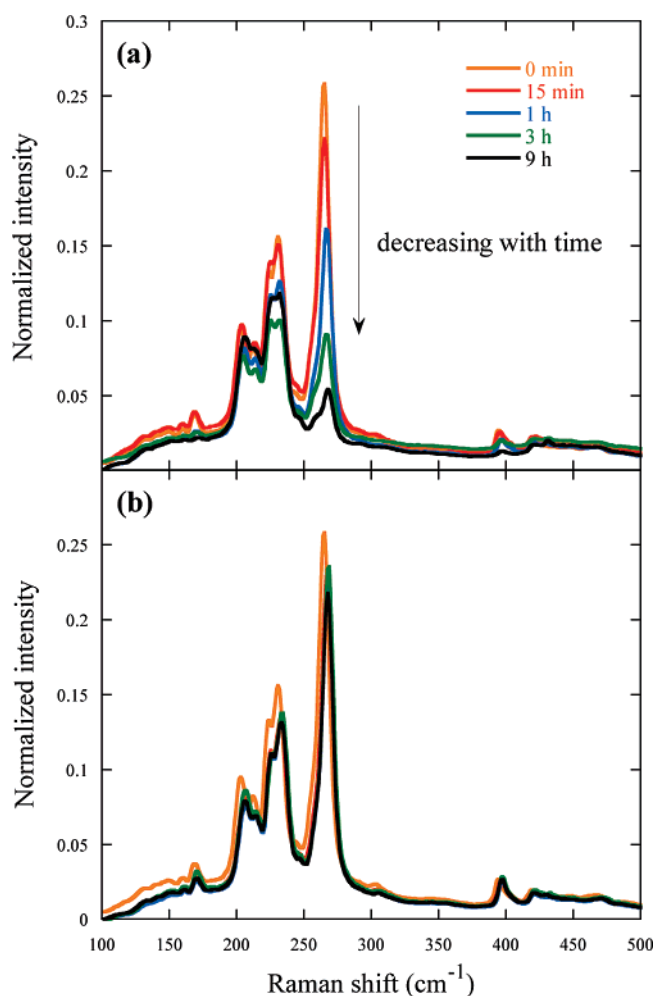 (a)
0 min
15 min
1 h
3 h
9 h
decreasing with time
Normalized intensity
0.3
0.25
0.2
0.15
0.1
0.05
0
(b)
Normalized intensity
0.25
0.2
0.15
0.1
0.05
0
100 150 200 250 300 350 400 450 500
Raman shift (cm⁻¹)